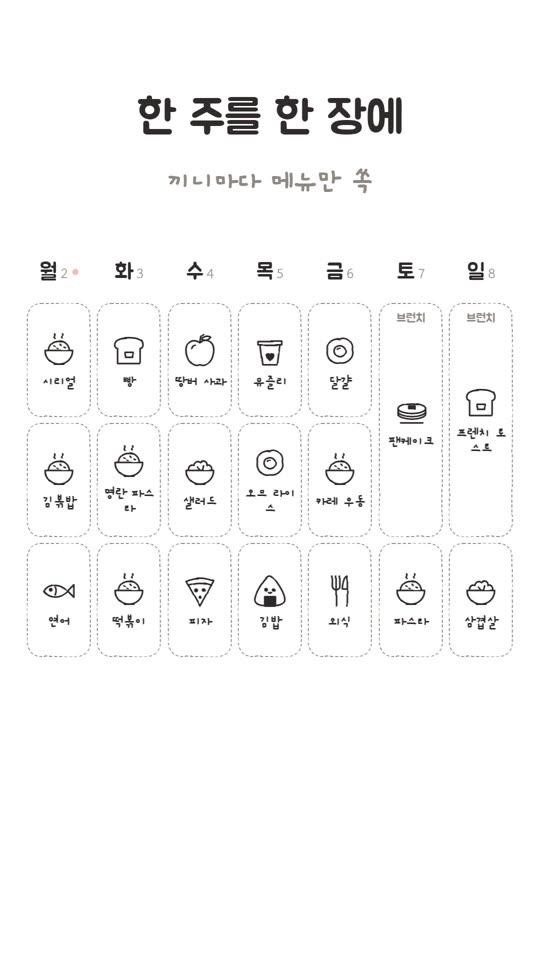 한 주를 한 장에
끼니마다 메뉴만 쏙
월 2 화 3 수 4 목 5 금 6 토 7 일 8
브런치 브런치
시리얼 빵 땅버 사과 유즐리 달걀
팬케이크 프렌치 토
스트
김볶밥 명란 파스
타 샐러드 오므 라이
스 카레 우동
연어 떡볶이 피자 김밥 외식 파스타 삼겹살